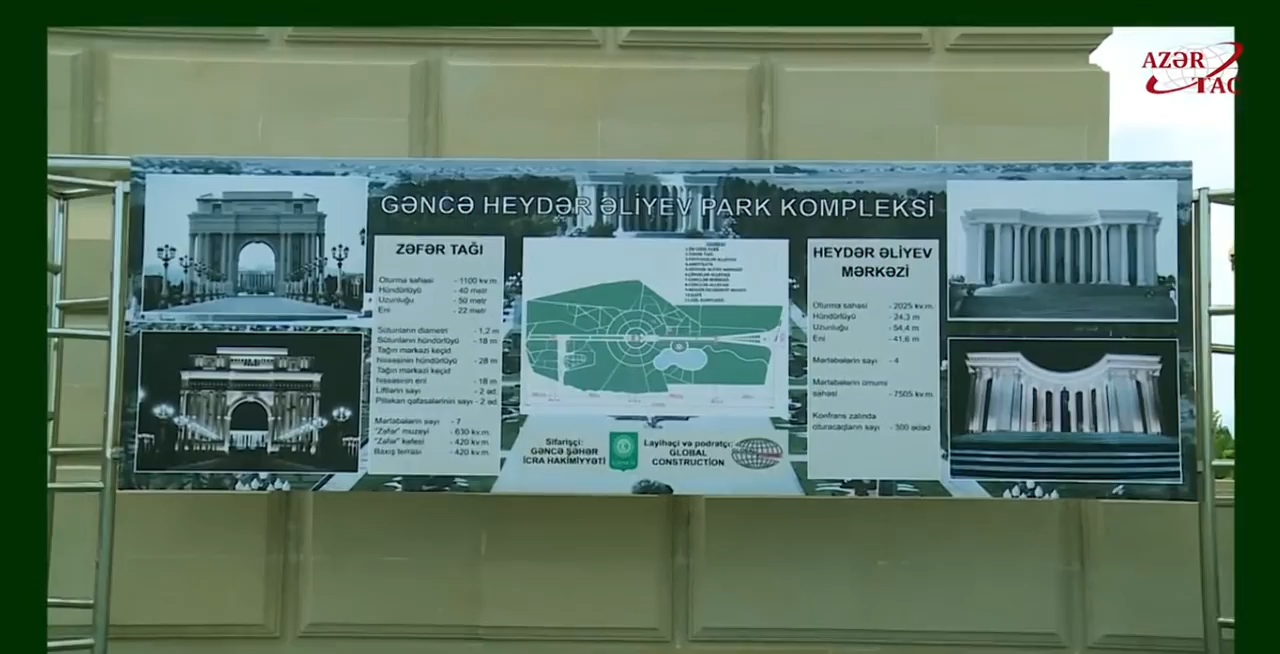 AZƏR
TAC
GƏNCƏ HEYDƏR ƏLİYEV PARK KOMPLEKSİ
ZƏFƏR TAĞI
Oturma sahəsi - 1100 kv.m.
Hündürlüyü - 40 metr
Uzunluğu - 50 metr
Eni - 22 metr
Sütunların diametri - 1,2 m
Sütunların hündürlüyü - 18 m
Tağın mərkəzi keçid
hissəsinin hündürlüyü - 28 m
Tağın mərkəzi keçid
hissəsinin eni - 18 m
Liftlərin sayı - 2 əd.
Pilləkən qəfəsələrinin sayı - 2 əd.
Mərtəbələrin sayı - 7
"Zəfər" muzeyi - 630 kv.m.
"Zəfər" kafesi - 420 kv.m.
Baxış terrası - 420 kv.m.
Sifarişçi:
GƏNCƏ ŞƏHƏR
İCRA HAKİMİYYƏTİ
Layihəçi və podratçı:
GLOBAL
CONSTRUCTION
HEYDƏR ƏLİYEV
MƏRKƏZİ
Oturma sahəsi - 2025 kv.m.
Hündürlüyü - 24,3 m
Uzunluğu - 54,4 m
Eni - 41,6 m
Mərtəbələrin sayı - 4
Mərtəbələrin ümumi
sahəsi - 7505 kv.m.
Konfrans zalında
oturacaqların sayı - 300 ədəd